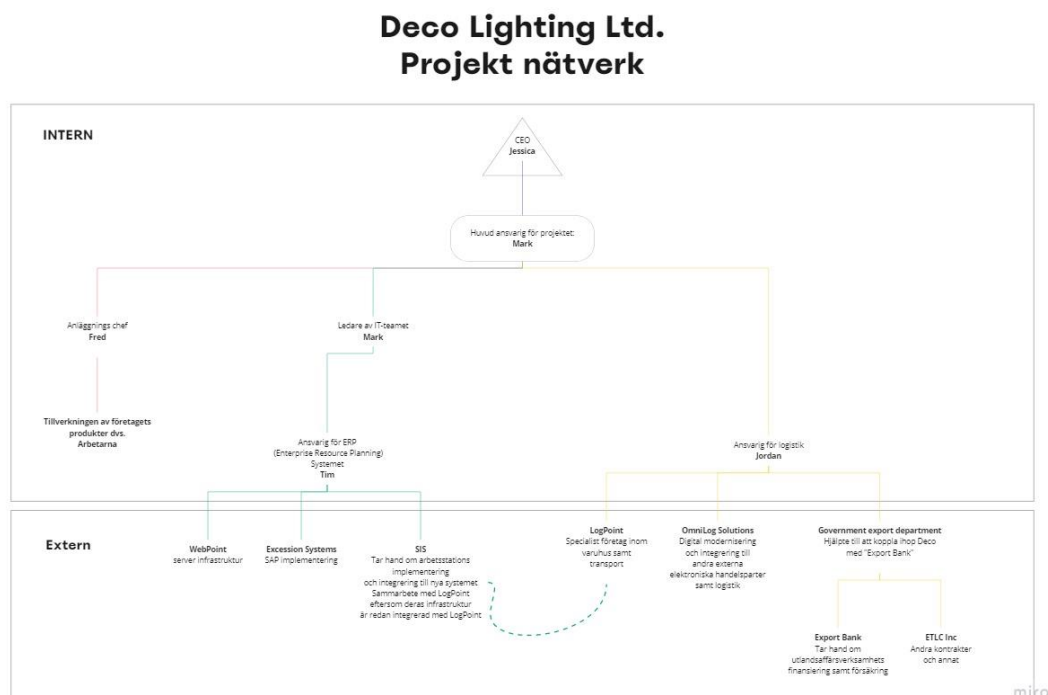 Deco Lighting Ltd.
Projekt nätverk
INTERN
CEO
Jessica
Huvud ansvarig för projektet:
Mark
Anläggnings chef
Fred
Ledare av IT-teamet
Mark
Tillverkningen av företagets
produkter dvs.
Arbetarna
Ansvarig för ERP
(Enterprise Resource Planning)
Systemet
Tim
Ansvarig för logistik
Jordan
Extern
WebPoint
server infrastruktur
Excession Systems
SAP implementering
SIS
Tar hand om arbetsstations
implementering
och integrering till nya systemet
Sammarbete med LogPoint
eftersom deras infrastruktur
är redan integrerad med LogPoint
LogPoint
Specialist företag inom
varuhus samt
transport
OmniLog Solutions
Digital modernisering
och integrering till
andra externa
elektroniska handelsparter
samt logistik
Government export department
Hjälpte till att koppla ihop Deco
med "Export Bank"
Export Bank
Tar hand om
utlandsaffärsverksamhets
finansiering samt försäkring
ETLC Inc
Andra kontrakter
och annat
miro